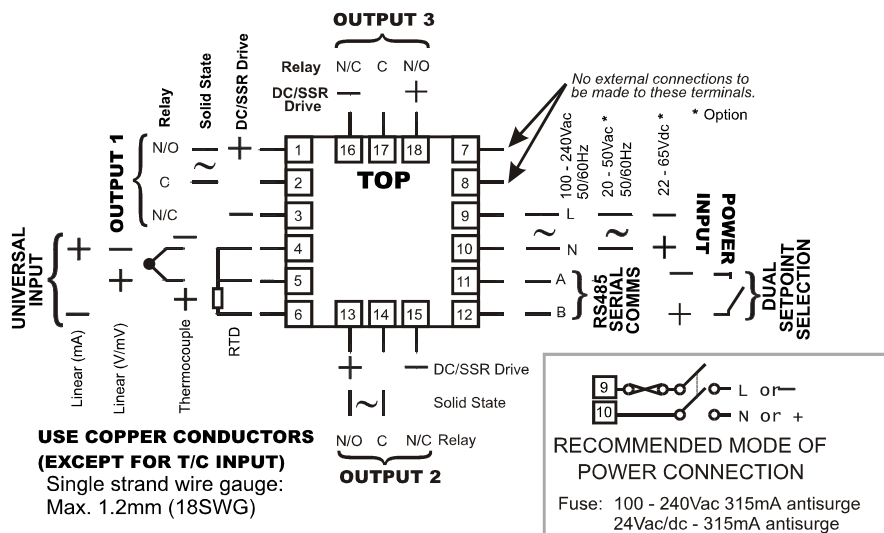 OUTPUT 3
Relay N/C C N/O
DC/SSR
Drive
— +
No external connections to
be made to these terminals.
* Option
OUTPUT 1
Relay
Solid State
DC/SSR Drive
N/O
C
N/C
+
~
—
16 17 18
TOP
1
2
3
4
5
6
7
8
9
10
11
12
13 14 15
100 - 240Vac
50/60Hz
20 - 50Vac *
50/60Hz
22 - 65Vdc *
L ~ ~ —
N +
POWER
INPUT
A
B
RS485
SERIAL
COMMS
—
+
DUAL
SETPOINT
SELECTION
UNIVERSAL
INPUT
+ — —
+ +
—
Linear (mA)
Linear (V/mV)
Thermocouple
RTD
+ — DC/SSR Drive
~ Solid State
N/O C N/C Relay
OUTPUT 2
USE COPPER CONDUCTORS
(EXCEPT FOR T/C INPUT)
Single strand wire gauge:
Max. 1.2mm (18SWG)
9 L or —
10 N or +
RECOMMENDED MODE OF
POWER CONNECTION
Fuse: 100 - 240Vac 315mA antisurge
24Vac/dc - 315mA antisurge